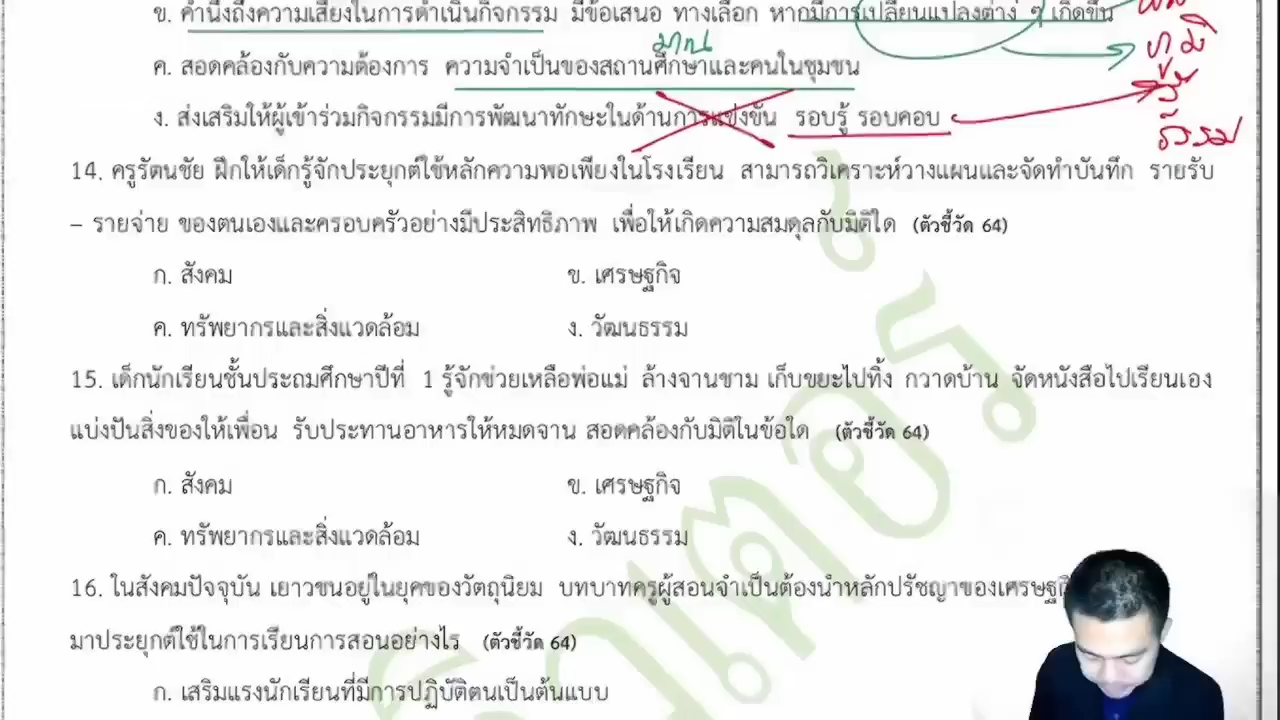 ข. คำนึงถึงความเสี่ยงในการดำเนินกิจกรรม มีข้อเสนอ ทางเลือก หากมีการเปลี่ยนแปลงต่าง ๆ เกิดขึ้น
ภูมิ
ค. สอดคล้องกับความต้องการ ความจำเป็นของสถานศึกษาและคนในชุมชน
ง. ส่งเสริมให้ผู้เข้าร่วมกิจกรรมมีการพัฒนาทักษะในด้านการแข่งขัน รอบรู้ รอบคอบ
14. ครูรัตนชัย ฝึกให้เด็กรู้จักประยุกต์ใช้หลักความพอเพียงในโรงเรียน สามารถวิเคราะห์วางแผนและจัดทำบันทึก รายรับ
– รายจ่าย ของตนเองและครอบครัวอย่างมีประสิทธิภาพ เพื่อให้เกิดความสมดุลกับมิติใด (ตัวชี้วัด 64)
ก. สังคม ข. เศรษฐกิจ
ค. ทรัพยากรและสิ่งแวดล้อม ง. วัฒนธรรม
15. เด็กนักเรียนชั้นประถมศึกษาปีที่ 1 รู้จักช่วยเหลือพ่อแม่ ล้างจานชาม เก็บขยะไปทิ้ง กวาดบ้าน จัดหนังสือไปเรียนเอง
แบ่งปันสิ่งของให้เพื่อน รับประทานอาหารให้หมดจาน สอดคล้องกับมิติในข้อใด (ตัวชี้วัด 64)
ก. สังคม ข. เศรษฐกิจ
ค. ทรัพยากรและสิ่งแวดล้อม ง. วัฒนธรรม
16. ในสังคมปัจจุบัน เยาวชนอยู่ในยุคของวัตถุนิยม บทบาทครูผู้สอนจำเป็นต้องนำหลักปรัชญาของเศรษฐกิ
มาประยุกต์ใช้ในการเรียนการสอนอย่างไร (ตัวชี้วัด 64)
ก. เสริมแรงนักเรียนที่มีการปฏิบัติตนเป็นต้นแบบ